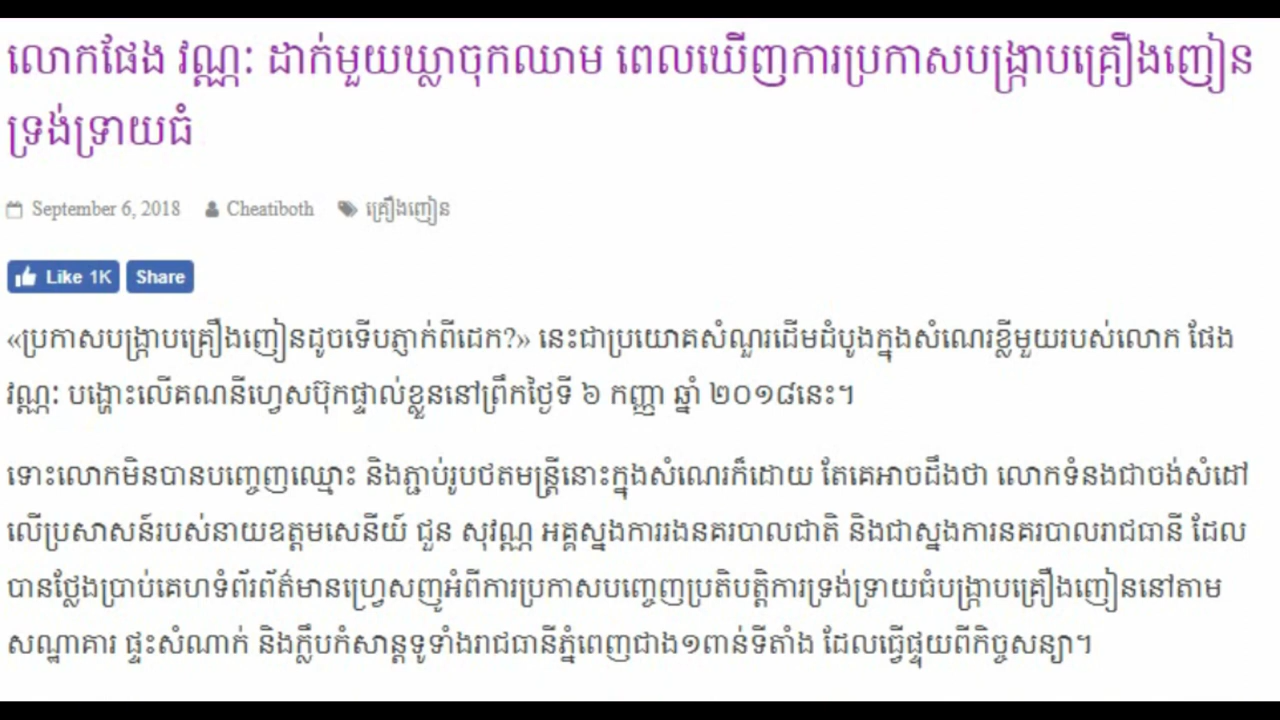 លោកផែង វណ្ណៈ ដាក់មួយឃ្លាចុកឈាម ពេលឃើញការប្រកាសបង្ក្រាបគ្រឿងញៀន
ទ្រង់ទ្រាយធំ
September 6, 2018 Cheatiboth គ្រឿងញៀន
Like 1K Share
«ប្រកាសបង្ក្រាបគ្រឿងញៀនដូចទើបភ្ញាក់ពីដេក?» នេះជាប្រយោគសំណួរដើមដំបូងក្នុងសំណេរខ្លីមួយរបស់លោក ផែង
វណ្ណៈ បង្ហោះលើគណនីហ្វេសប៊ុកផ្ទាល់ខ្លួននៅព្រឹកថ្ងៃទី ៦ កញ្ញា ឆ្នាំ ២០១៨នេះ។
ទោះលោកមិនបានបញ្ចេញឈ្មោះ និងភ្ជាប់រូបថតមន្ត្រីនោះក្នុងសំណេរក៏ដោយ តែគេអាចដឹងថា លោកទំនងជាចង់សំដៅ
លើប្រសាសន៍របស់នាយឧត្តមសេនីយ៍ ជួន សុវណ្ណ អគ្គស្នងការរងនគរបាលជាតិ និងជាស្នងការនគរបាលរាជធានី ដែល
បានថ្លែងប្រាប់គេហទំព័រព័ត៌មានហ្វ្រេសញូអំពីការប្រកាសបញ្ចេញប្រតិបត្តិការទ្រង់ទ្រាយធំបង្ក្រាបគ្រឿងញៀននៅតាម
សណ្ឋាគារ ផ្ទះសំណាក់ និងក្លឹបកំសាន្តទូទាំងរាជធានីភ្នំពេញជាង១ពាន់ទីតាំង ដែលធ្វើផ្ទុយពីកិច្ចសន្យា។